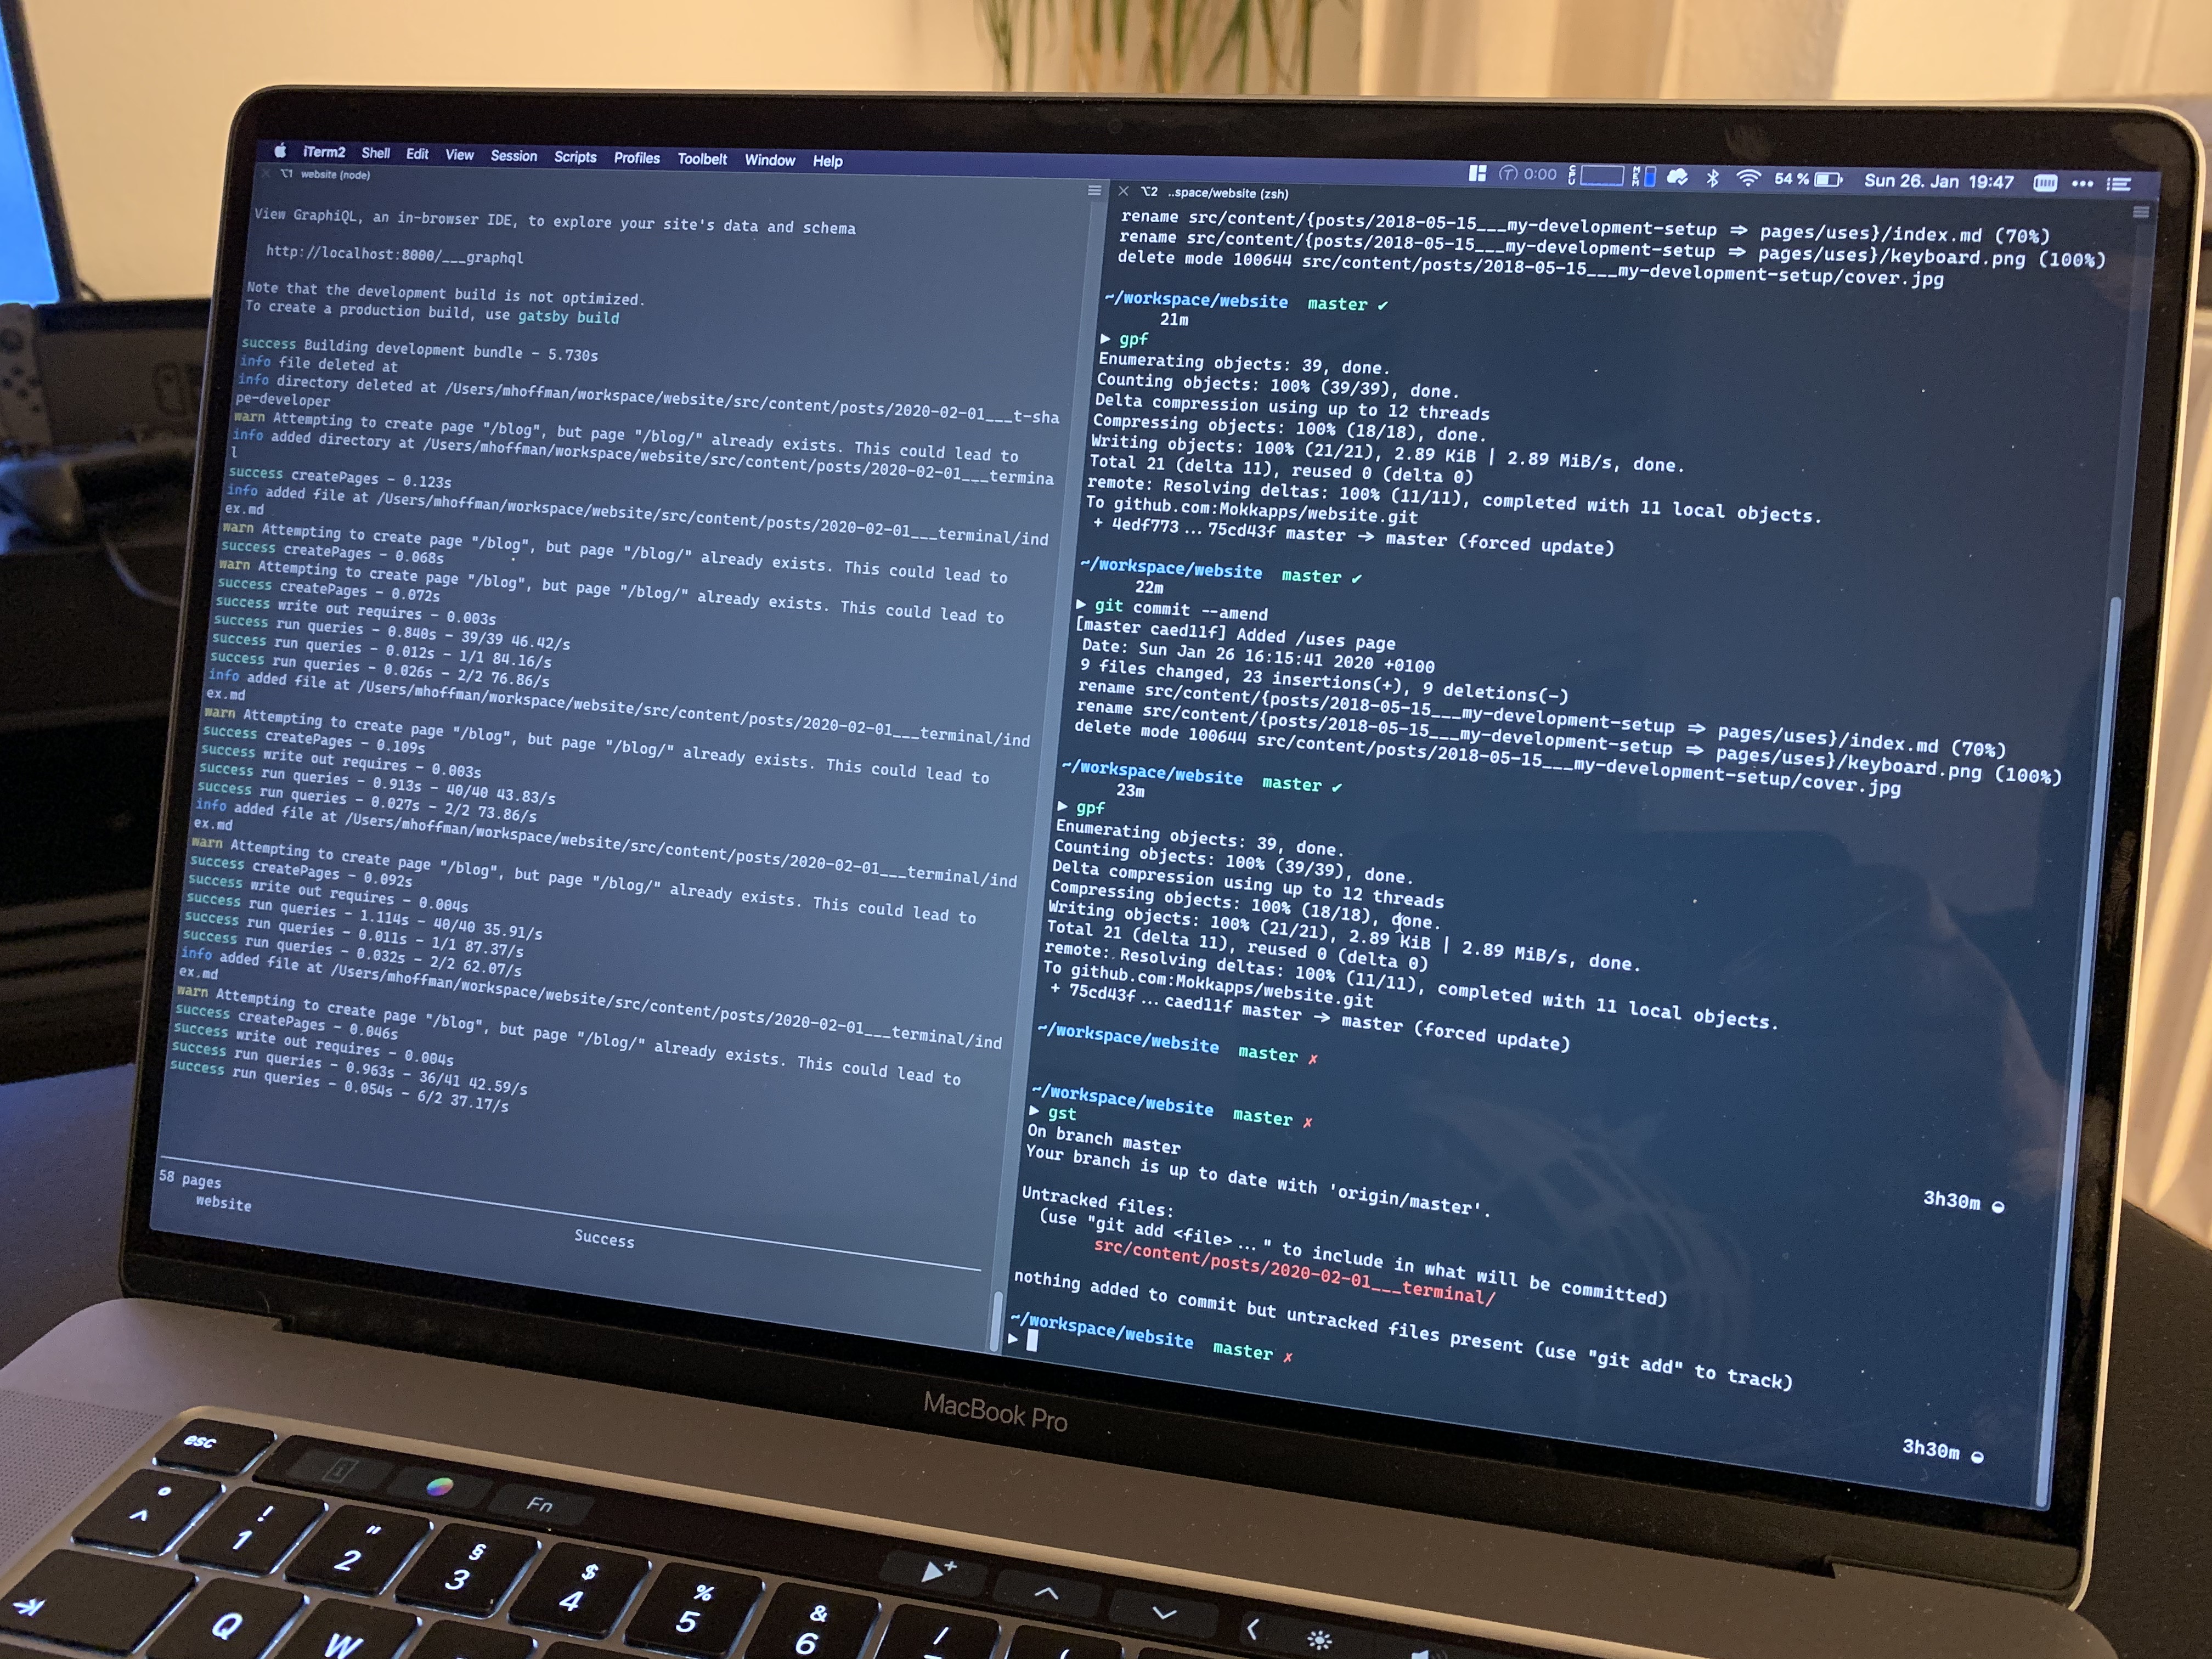 iTerm2 Shell Edit View Session Scripts Profiles Toolbelt Window Help
0:00 CPU MEM 54 % Sun 26. Jan 19:47
⌥1 website (node)
View GraphiQL, an in-browser IDE, to explore your site's data and schema
http://localhost:8000/___graphql
Note that the development build is not optimized.
To create a production build, use gatsby build
success Building development bundle - 5.730s
info file deleted at
info directory deleted at /Users/mhoffman/workspace/website/src/content/posts/2020-02-01___t-sha
pe-developer
warn Attempting to create page "/blog", but page "/blog/" already exists. This could lead to
info added directory at /Users/mhoffman/workspace/website/src/content/posts/2020-02-01___termina
l
success createPages - 0.123s
info added file at /Users/mhoffman/workspace/website/src/content/posts/2020-02-01___terminal/ind
ex.md
warn Attempting to create page "/blog", but page "/blog/" already exists. This could lead to
success createPages - 0.068s
warn Attempting to create page "/blog", but page "/blog/" already exists. This could lead to
success createPages - 0.072s
success write out requires - 0.003s
success run queries - 0.840s - 39/39 46.42/s
success run queries - 0.012s - 1/1 84.16/s
success run queries - 0.026s - 2/2 76.86/s
info added file at /Users/mhoffman/workspace/website/src/content/posts/2020-02-01___terminal/ind
ex.md
warn Attempting to create page "/blog", but page "/blog/" already exists. This could lead to
success createPages - 0.109s
success write out requires - 0.003s
success run queries - 0.913s - 40/40 43.83/s
success run queries - 0.027s - 2/2 73.86/s
info added file at /Users/mhoffman/workspace/website/src/content/posts/2020-02-01___terminal/ind
ex.md
warn Attempting to create page "/blog", but page "/blog/" already exists. This could lead to
success createPages - 0.092s
success write out requires - 0.004s
success run queries - 1.114s - 40/40 35.91/s
success run queries - 0.011s - 1/1 87.37/s
success run queries - 0.032s - 2/2 62.07/s
info added file at /Users/mhoffman/workspace/website/src/content/posts/2020-02-01___terminal/ind
ex.md
warn Attempting to create page "/blog", but page "/blog/" already exists. This could lead to
success createPages - 0.046s
success write out requires - 0.004s
success run queries - 0.963s - 36/41 42.59/s
success run queries - 0.054s - 6/2 37.17/s
58 pages
website
Success
⌥2 ..space/website (zsh)
rename src/content/{posts/2018-05-15___my-development-setup => pages/uses}/index.md (70%)
rename src/content/{posts/2018-05-15___my-development-setup => pages/uses}/keyboard.png (100%)
delete mode 100644 src/content/posts/2018-05-15___my-development-setup/cover.jpg
~/workspace/website master ✔
21m
▶ gpf
Enumerating objects: 39, done.
Counting objects: 100% (39/39), done.
Delta compression using up to 12 threads
Compressing objects: 100% (18/18), done.
Writing objects: 100% (21/21), 2.89 KiB | 2.89 MiB/s, done.
Total 21 (delta 11), reused 0 (delta 0)
remote: Resolving deltas: 100% (11/11), completed with 11 local objects.
To github.com:Mokkapps/website.git
+ 4edf773...75cd43f master -> master (forced update)
~/workspace/website master ✔
22m
▶ git commit --amend
[master caed11f] Added /uses page
Date: Sun Jan 26 16:15:41 2020 +0100
9 files changed, 23 insertions(+), 9 deletions(-)
rename src/content/{posts/2018-05-15___my-development-setup => pages/uses}/index.md (70%)
rename src/content/{posts/2018-05-15___my-development-setup => pages/uses}/keyboard.png (100%)
delete mode 100644 src/content/posts/2018-05-15___my-development-setup/cover.jpg
~/workspace/website master ✔
23m
▶ gpf
Enumerating objects: 39, done.
Counting objects: 100% (39/39), done.
Delta compression using up to 12 threads
Compressing objects: 100% (18/18), done.
Writing objects: 100% (21/21), 2.89 KiB | 2.89 MiB/s, done.
Total 21 (delta 11), reused 0 (delta 0)
remote: Resolving deltas: 100% (11/11), completed with 11 local objects.
To github.com:Mokkapps/website.git
+ 75cd43f...caed11f master -> master (forced update)
~/workspace/website master ✗
~/workspace/website master ✗
3h30m
▶ gst
On branch master
Your branch is up to date with 'origin/master'.
Untracked files:
(use "git add <file>..." to include in what will be committed)
src/content/posts/2020-02-01___terminal/
nothing added to commit but untracked files present (use "git add" to track)
~/workspace/website master ✗
3h30m
▶
MacBook Pro
esc
Fn
° ^ ! 1 " 2 § 3 $ 4 % 5 & 6 / (
Q W